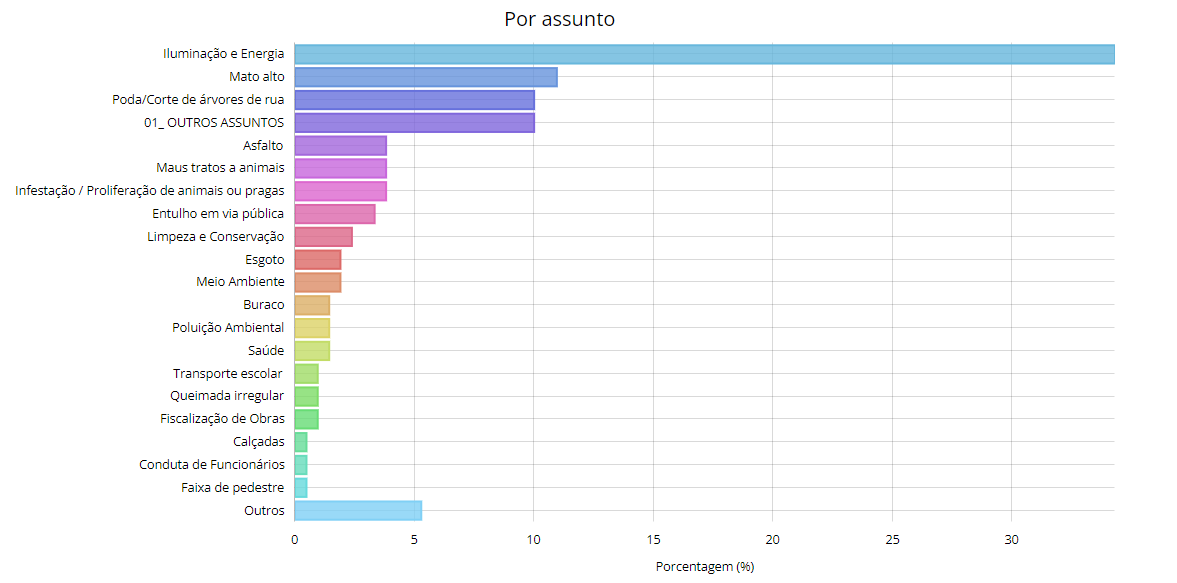 Por assunto
Iluminação e Energia
Mato alto
Poda/Corte de árvores de rua
01_ OUTROS ASSUNTOS
Asfalto
Maus tratos a animais
Infestação / Proliferação de animais ou pragas
Entulho em via pública
Limpeza e Conservação
Esgoto
Meio Ambiente
Buraco
Poluição Ambiental
Saúde
Transporte escolar
Queimada irregular
Fiscalização de Obras
Calçadas
Conduta de Funcionários
Faixa de pedestre
Outros
0 5 10 15 20 25 30
Porcentagem (%)